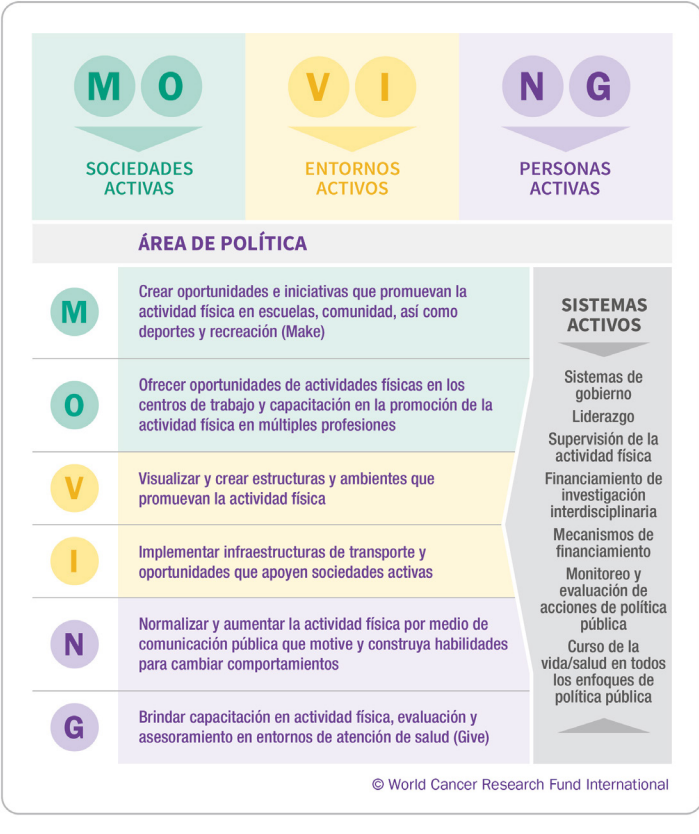 M O V I N G
SOCIEDADES
ACTIVAS
ENTORNOS
ACTIVOS
PERSONAS
ACTIVAS
ÁREA DE POLÍTICA
M
Crear oportunidades e iniciativas que promuevan la
actividad física en escuelas, comunidad, así como
deportes y recreación (Make)
O
Ofrecer oportunidades de actividades físicas en los
centros de trabajo y capacitación en la promoción de la
actividad física en múltiples profesiones
V
Visualizar y crear estructuras y ambientes que
promuevan la actividad física
I
Implementar infraestructuras de transporte y
oportunidades que apoyen sociedades activas
N
Normalizar y aumentar la actividad física por medio de
comunicación pública que motive y construya habilidades
para cambiar comportamientos
G
Brindar capacitación en actividad física, evaluación y
asesoramiento en entornos de atención de salud (Give)
SISTEMAS
ACTIVOS
Sistemas de
gobierno
Liderazgo
Supervisión de la
actividad física
Financiamiento de
investigación
interdisciplinaria
Mecanismos de
financiamiento
Monitoreo y
evaluación de
acciones de política
pública
Curso de la
vida/salud en todos
los enfoques de
política pública
© World Cancer Research Fund International